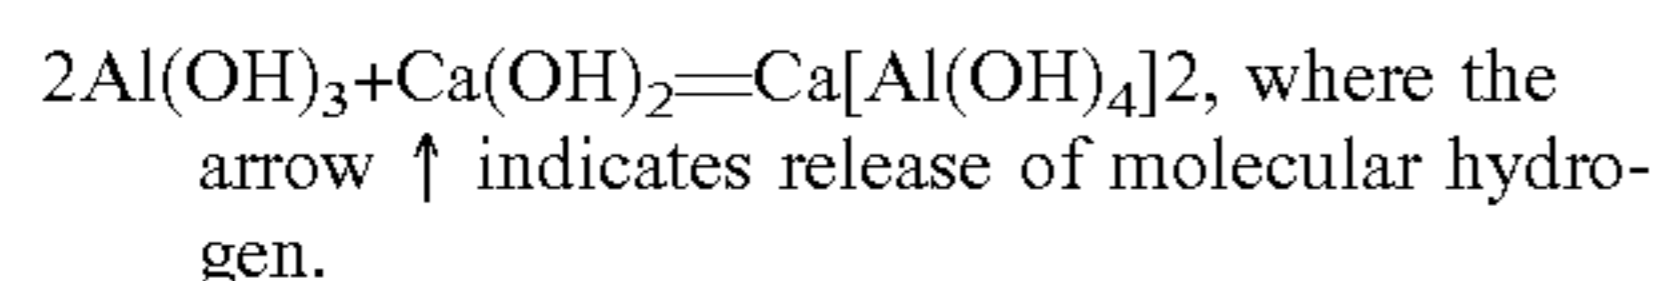 2Al(OH)₃+Ca(OH)₂=Ca[Al(OH)₄]2, where the
arrow ↑ indicates release of molecular hydro-
gen.